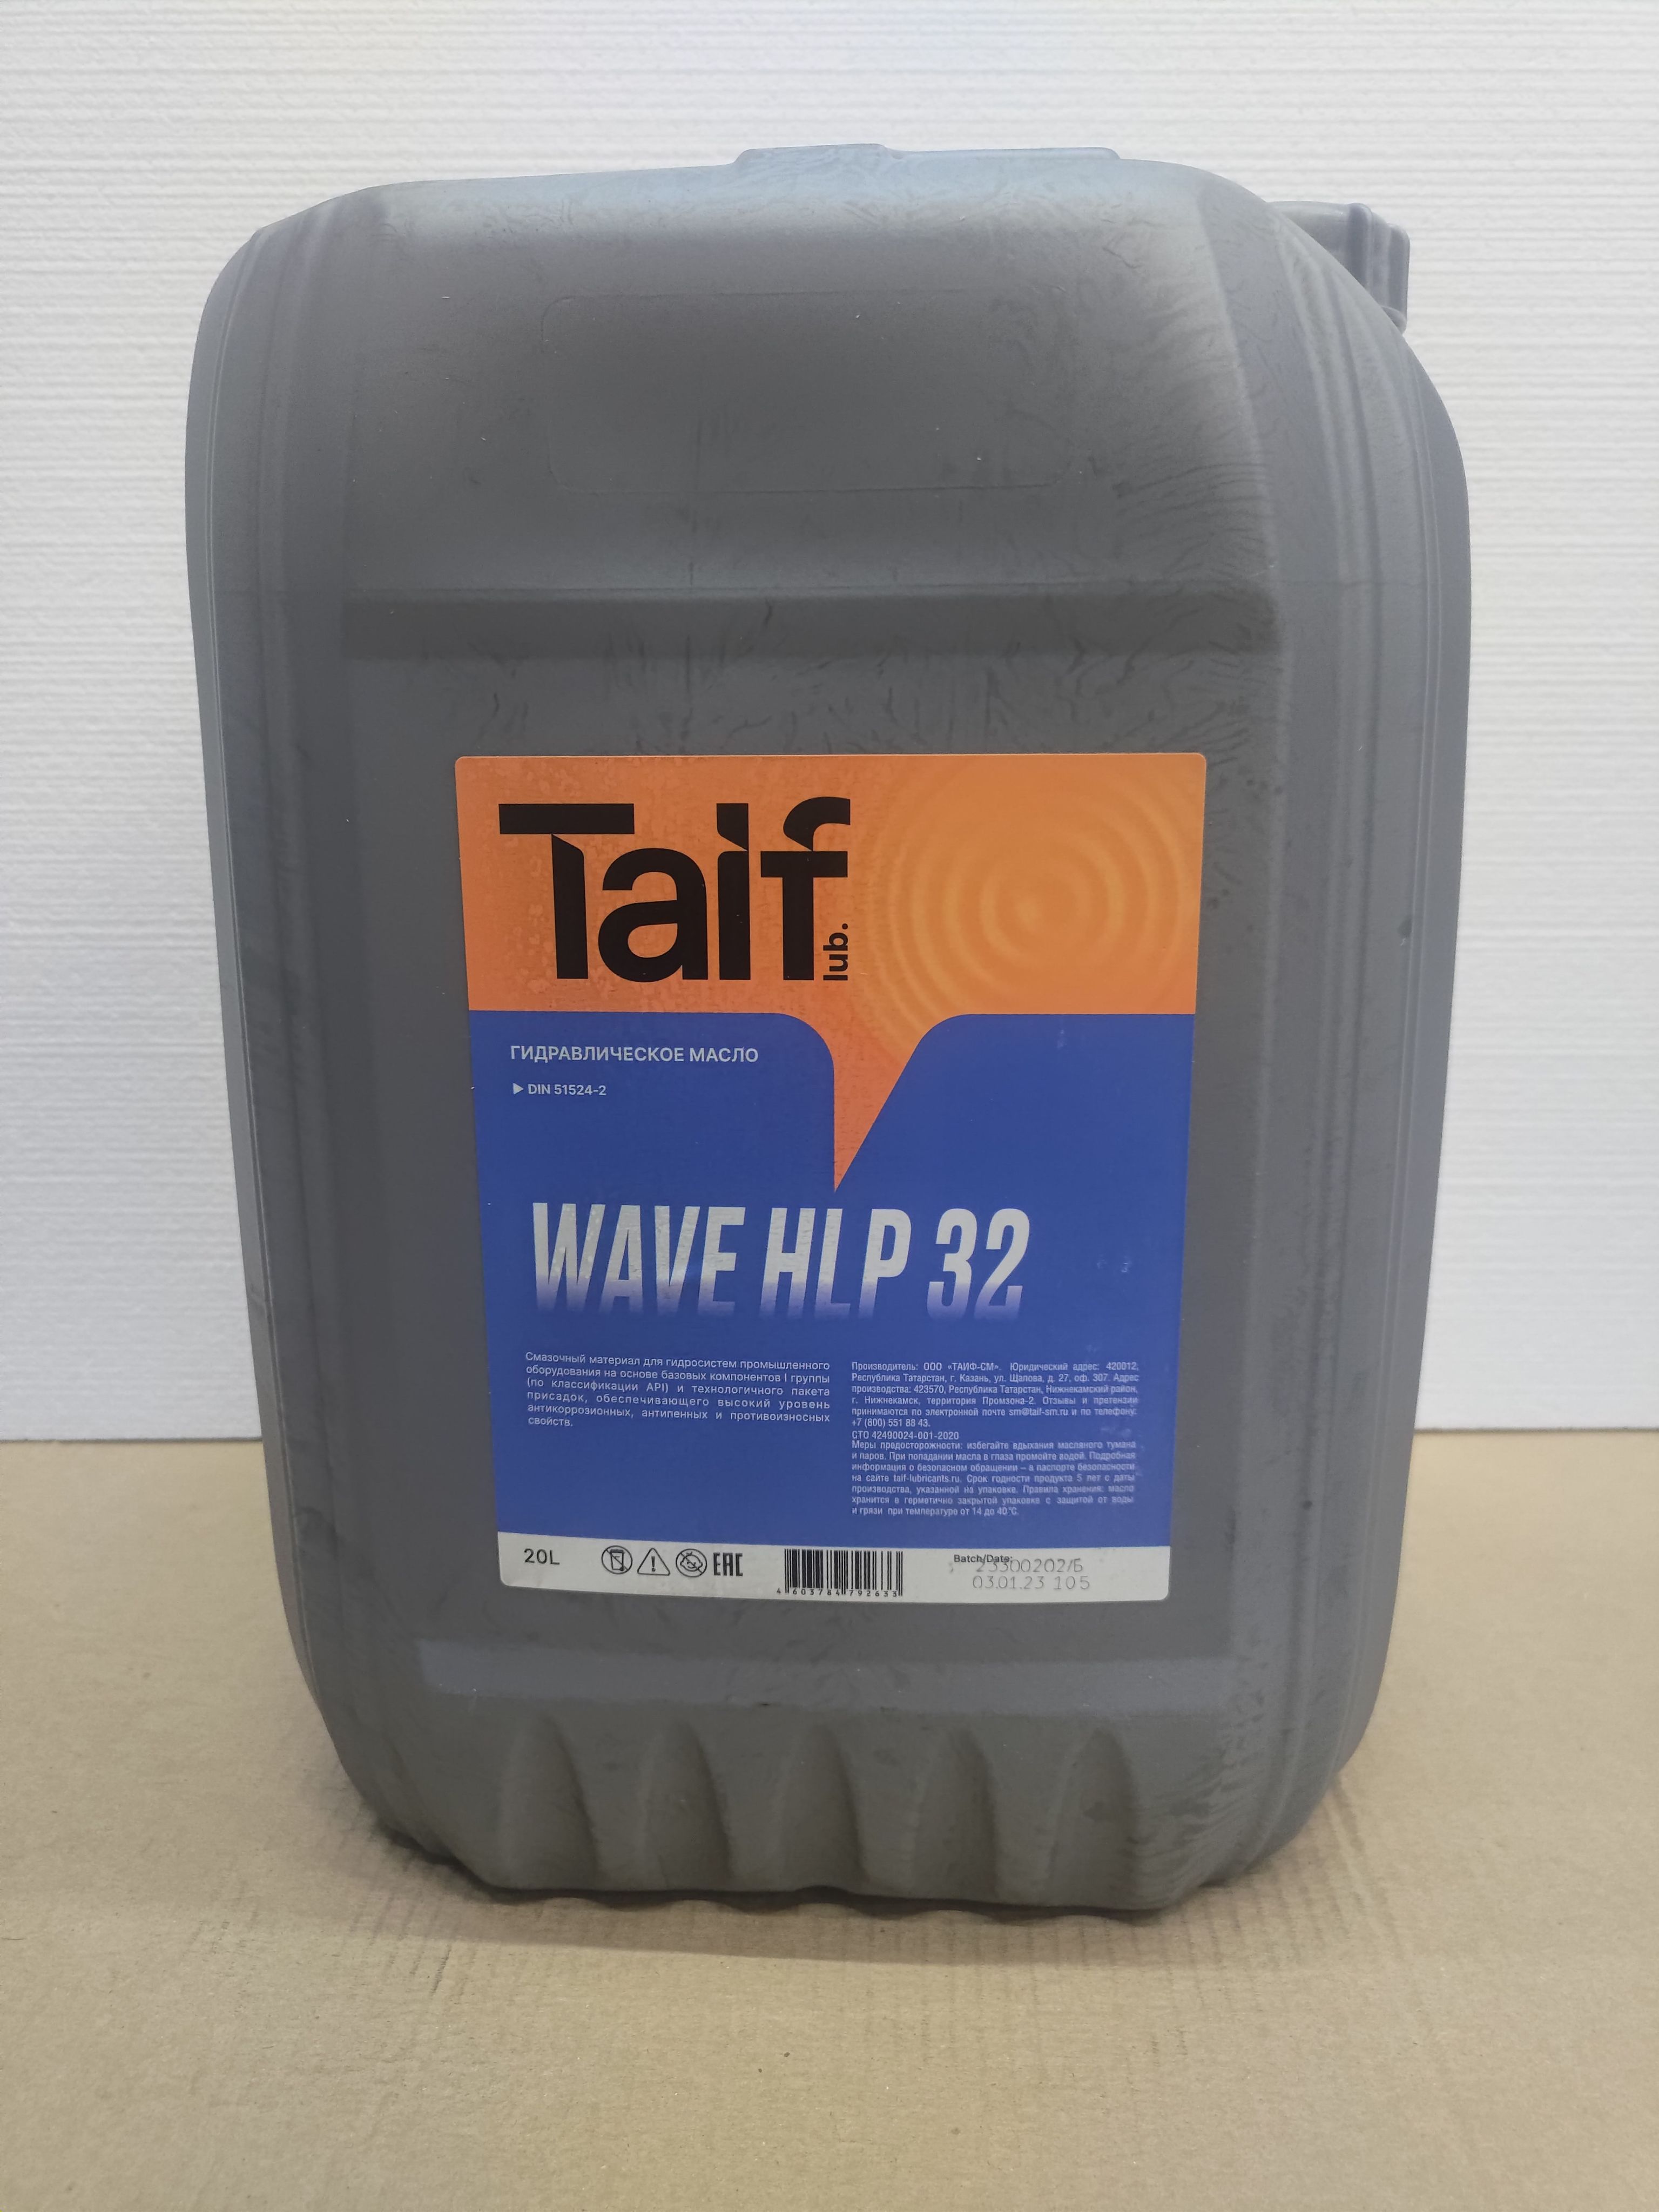 Taif
lub.
ГИДРАВЛИЧЕСКОЕ МАСЛО
DIN 51524-2
WAVE HLP 32
Смазочный материал для гидросистем промышленного
оборудования на основе базовых компонентов I группы
(по классификации API) и технологичного пакета
присадок, обеспечивающего высокий уровень
антикоррозионных, антипенных и противоизносных
свойств.
Производитель: ООО «ТАИФ-СМ». Юридический адрес: 420012,
Республика Татарстан, г. Казань, ул. Щапова, д. 27, оф. 307. Адрес
производства: 423570, Республика Татарстан, Нижнекамский район,
г. Нижнекамск, территория Промзона-2. Отзывы и претензии
принимаются по электронной почте sm@taif-sm.ru и по телефону:
+7 (800) 551 88 43.
СТО 42490024-001-2020
Меры предосторожности: избегайте вдыхания масляного тумана
и паров. При попадании масла в глаза промойте водой. Подробная
информация о безопасном обращении – в паспорте безопасности
на сайте taif-lubricants.ru. Срок годности продукта 5 лет с даты
производства, указанной на упаковке. Правила хранения: масло
хранится в герметично закрытой упаковке с защитой от воды
и грязи при температуре от 14 до 40 °C.
20L
EAC
4 603784 792633
Batch/Date:
23300202/Б
03.01.23 105